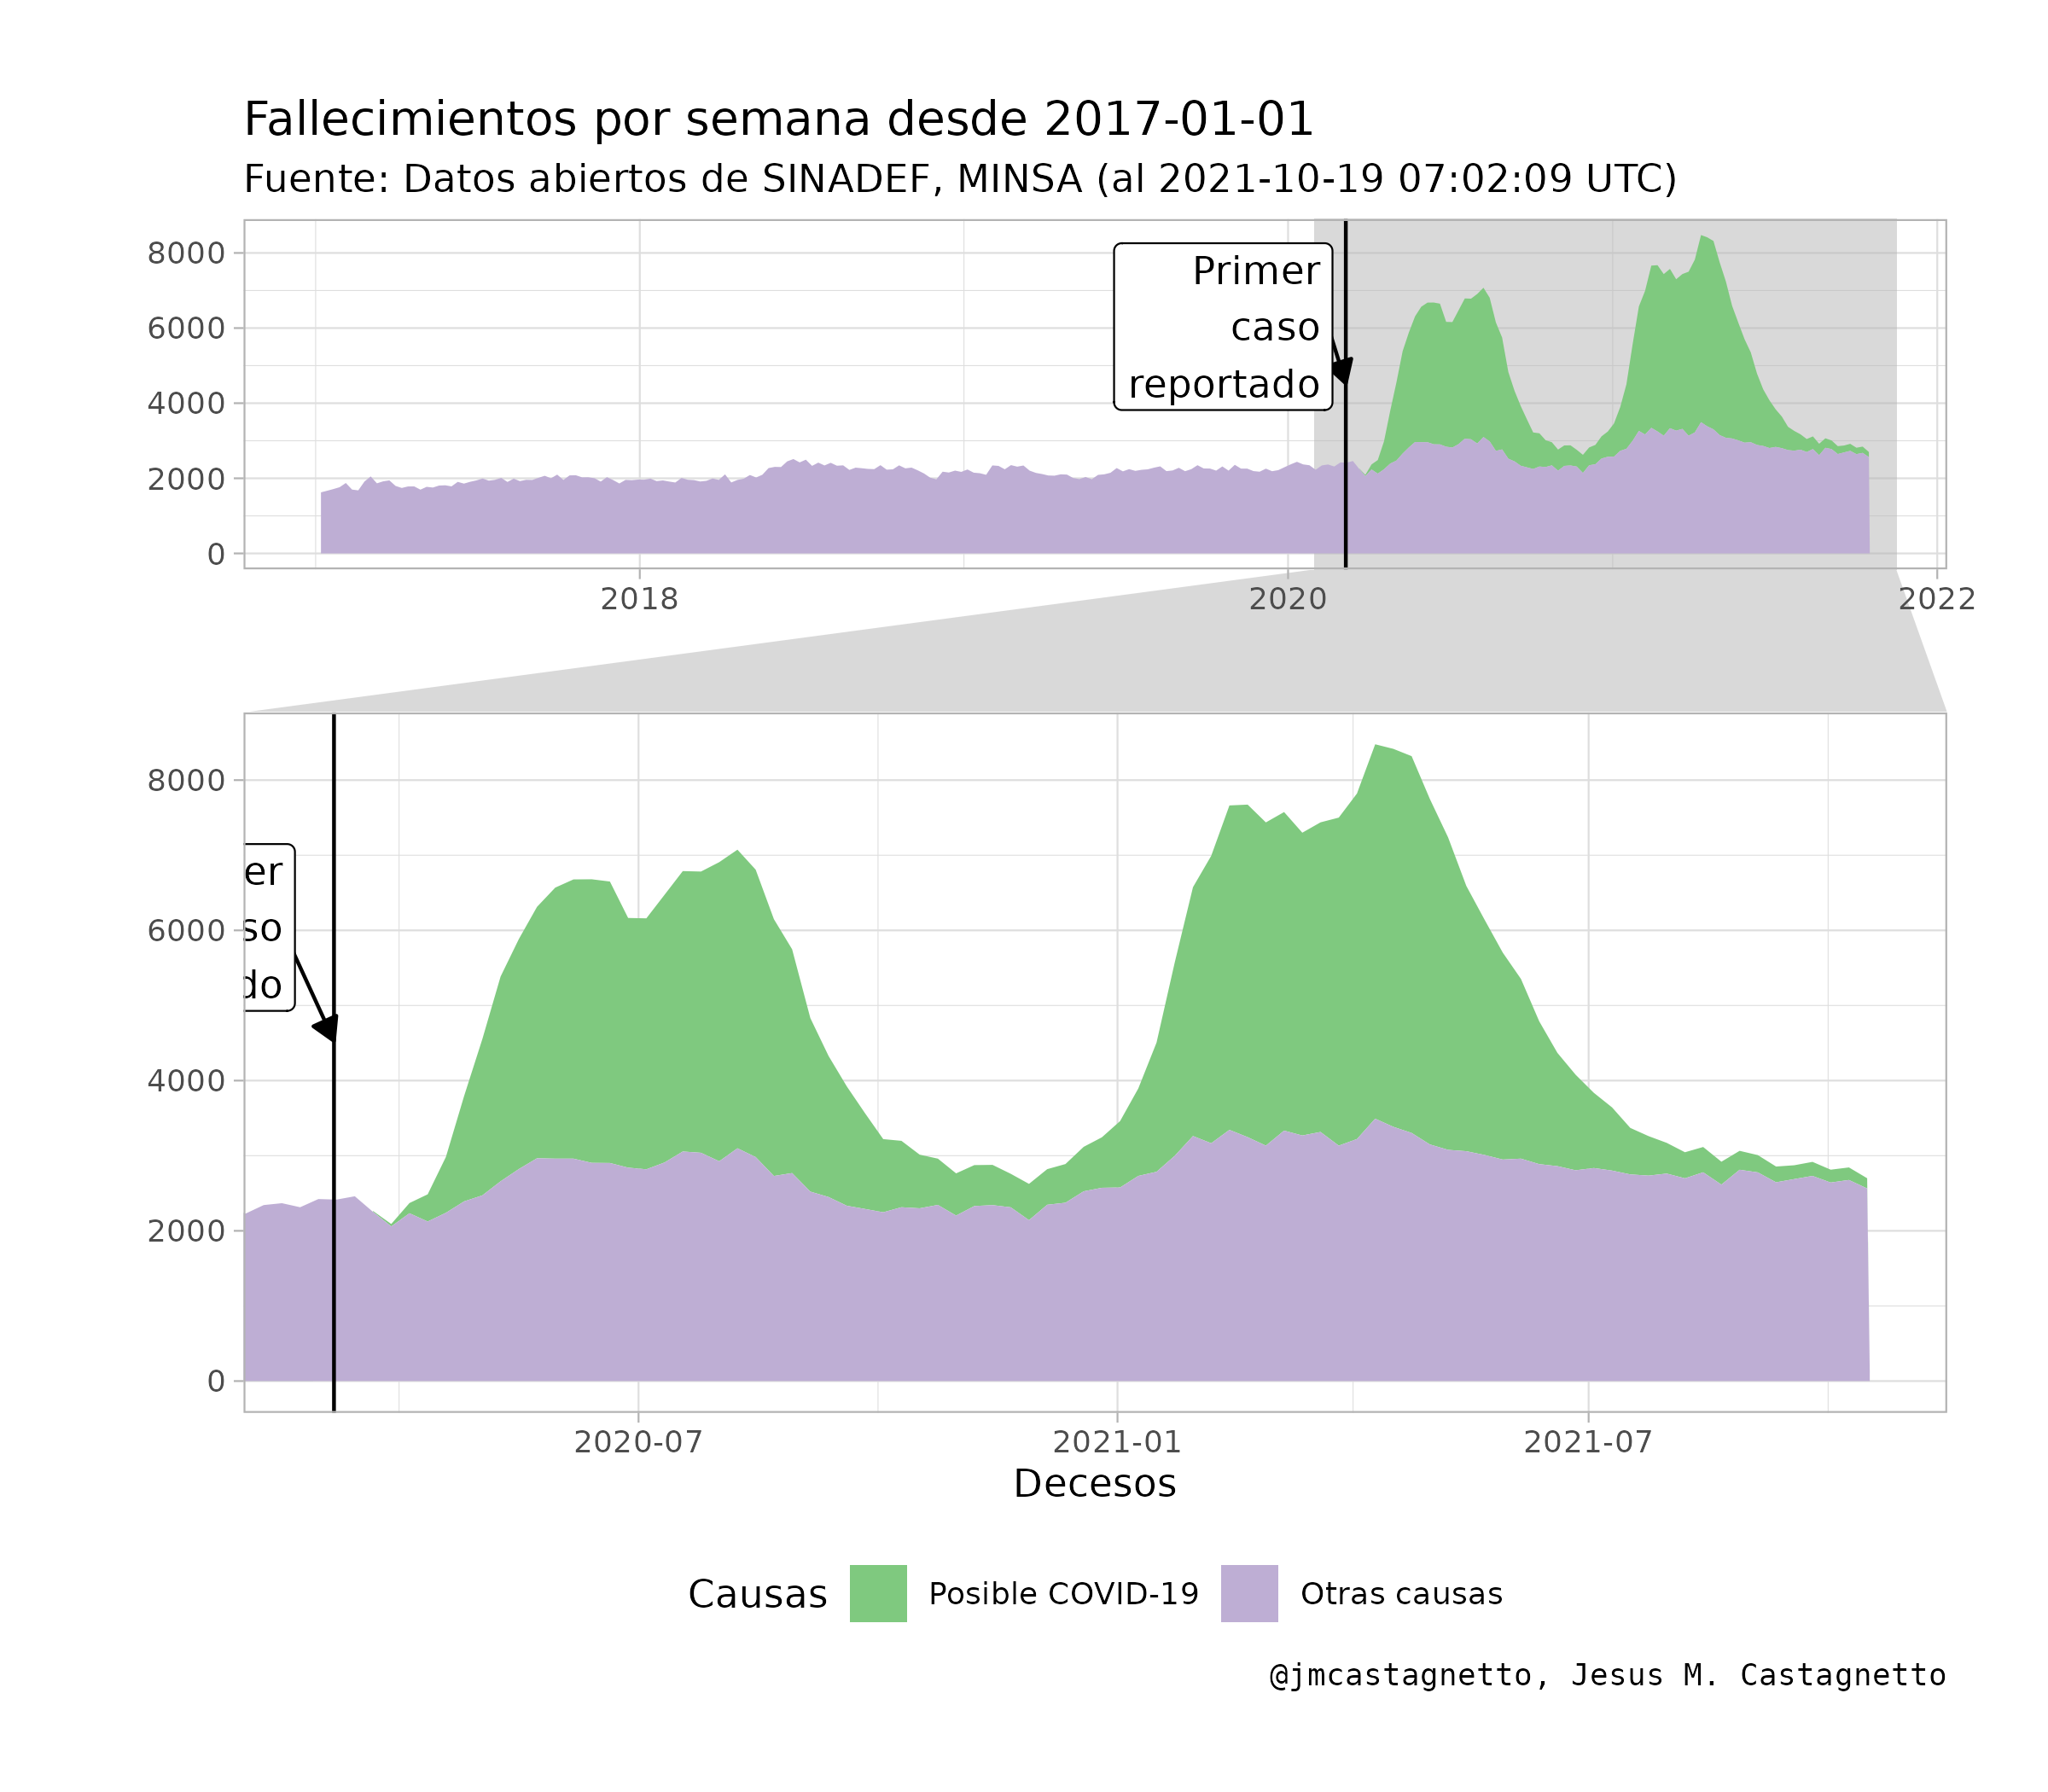 Fallecimientos por semana desde 2017-01-01
Fuente: Datos abiertos de SINADEF, MINSA (al 2021-10-19 07:02:09 UTC)
8000
6000
4000
2000
0
Primer
caso
reportado
2018
2020
2022
8000
6000
4000
2000
0
er
so
do
2020-07
2021-01
2021-07
Decesos
Causas
Posible COVID-19
Otras causas
@jmcastagnetto, Jesus M. Castagnetto